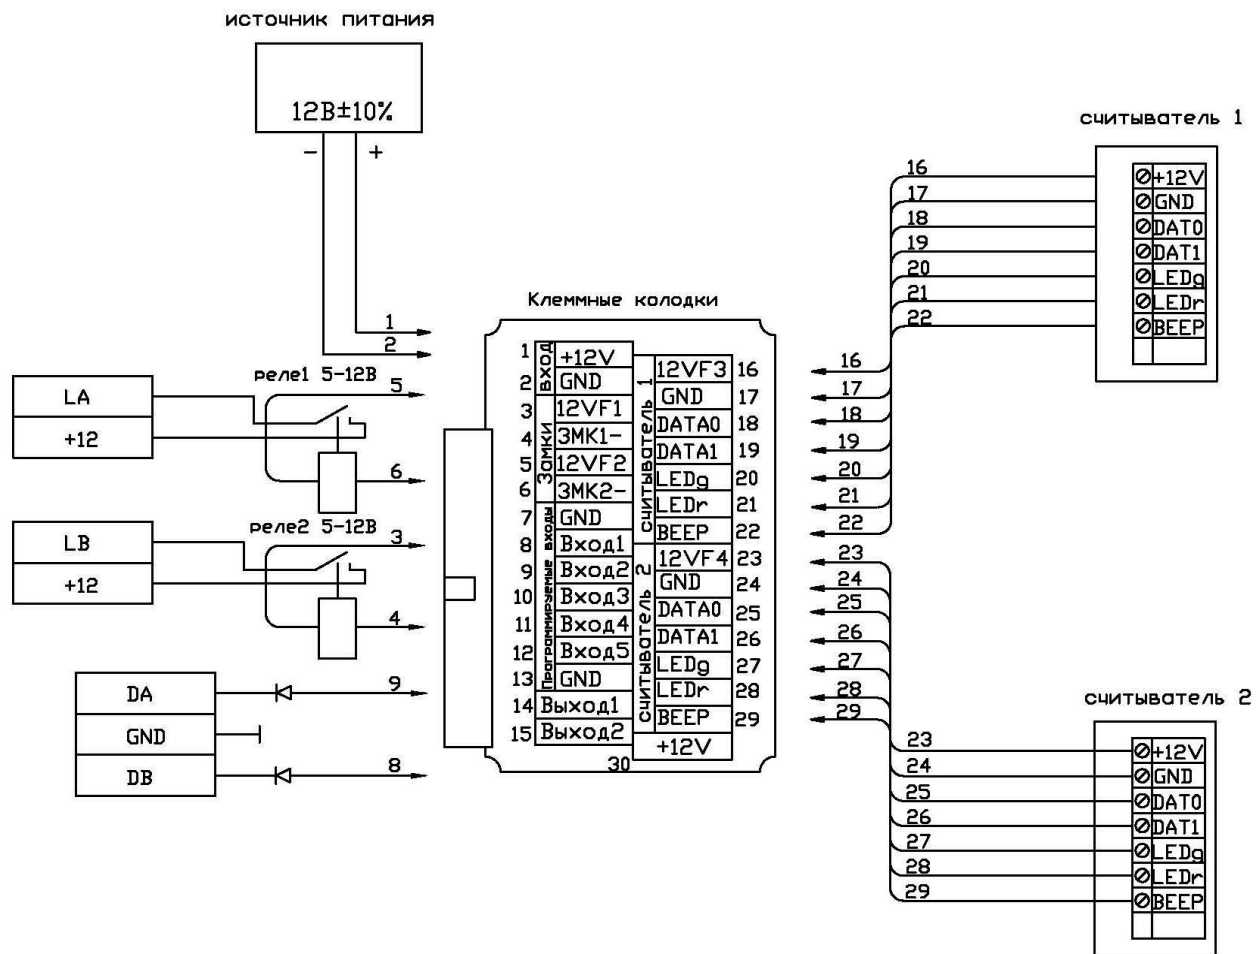 источник питания
12В±10%
- +
1
2
реле1 5-12В
5
LA
+12
6
реле2 5-12В
3
LB
+12
4
DA
9
GND
DB
8
Клеммные колодки
вход
1 +12V
2 GND
Замки
3 12VF1
4 ЗМК1-
5 12VF2
6 ЗМК2-
Программируемые входы
7 GND
8 Вход1
9 Вход2
10 Вход3
11 Вход4
12 Вход5
13 GND
14 Выход1
15 Выход2
считыватель 1
12VF3 16
GND 17
DATA0 18
DATA1 19
LEDg 20
LEDr 21
BEEP 22
считыватель 2
12VF4 23
GND 24
DATA0 25
DATA1 26
LEDg 27
LEDr 28
BEEP 29
+12V
30
16
17
18
19
20
21
22
23
24
25
26
27
28
29
считыватель 1
16 +12V
17 GND
18 DAT0
19 DAT1
20 LEDg
21 LEDr
22 BEEP
считыватель 2
23 +12V
24 GND
25 DAT0
26 DAT1
27 LEDg
28 LEDr
29 BEEP